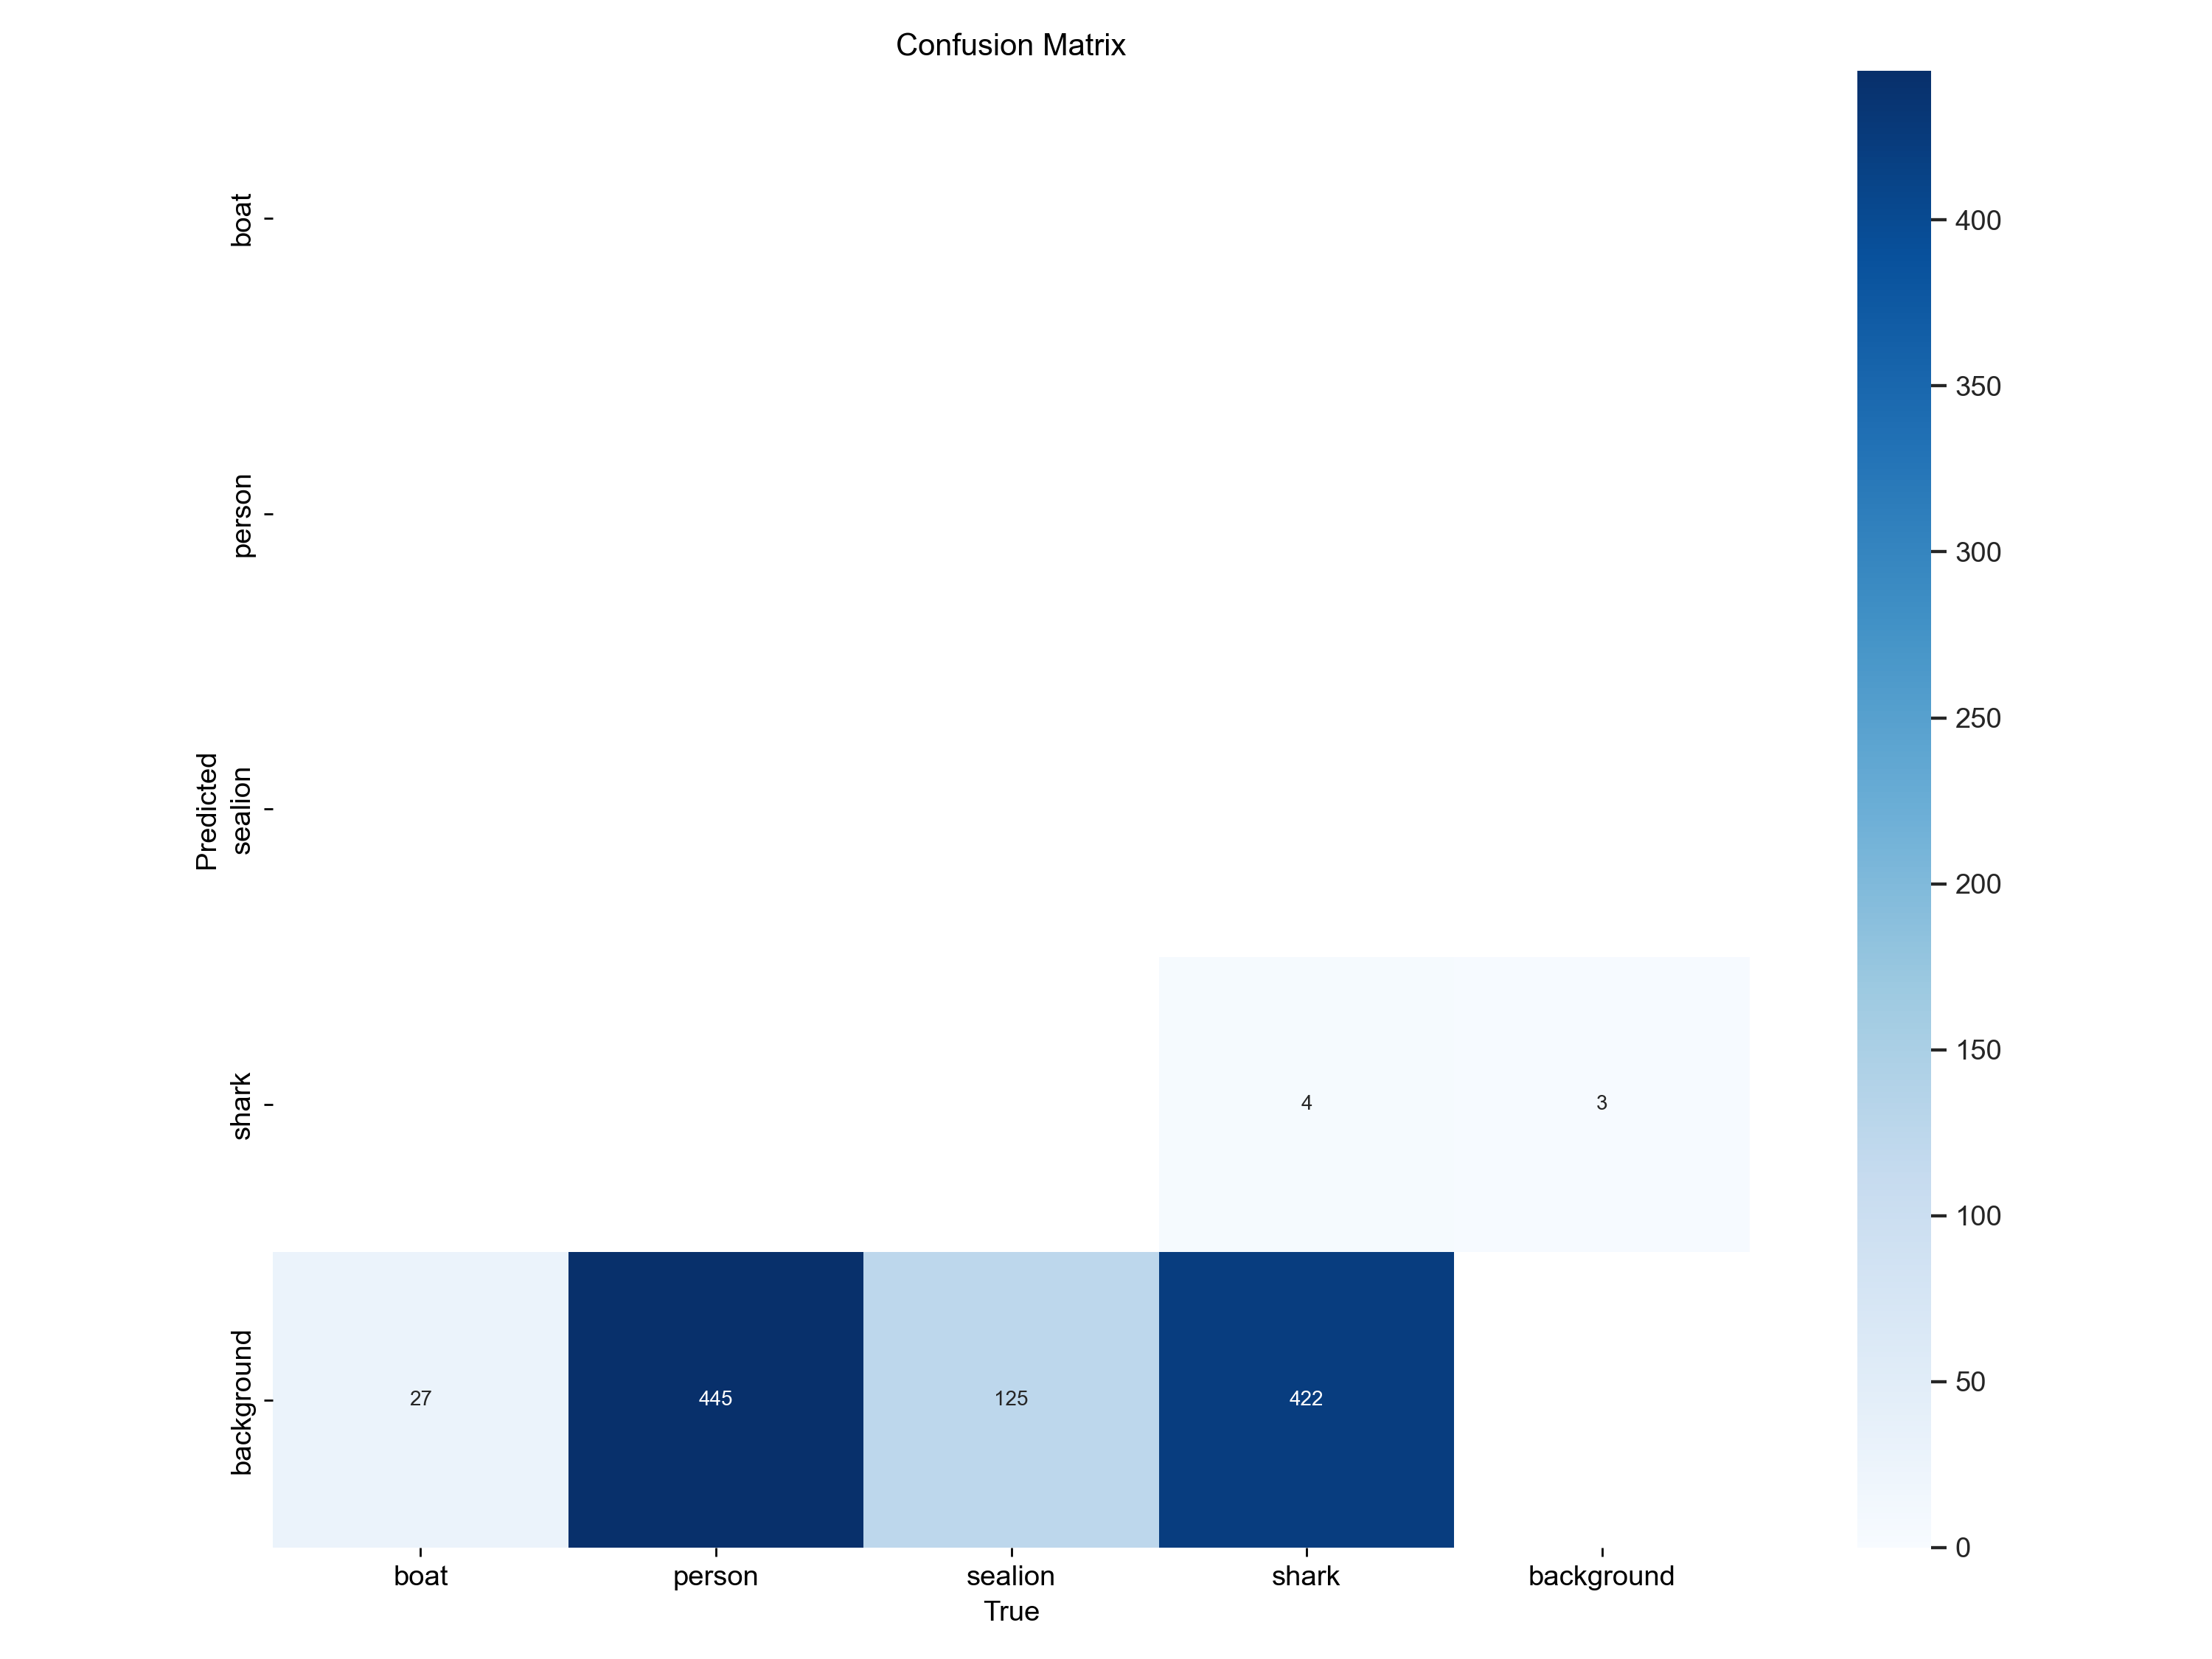 Confusion Matrix
boat
person
sealion
shark
background
Predicted
4
3
27
445
125
422
boat
person
sealion
shark
background
True
400
350
300
250
200
150
100
50
0